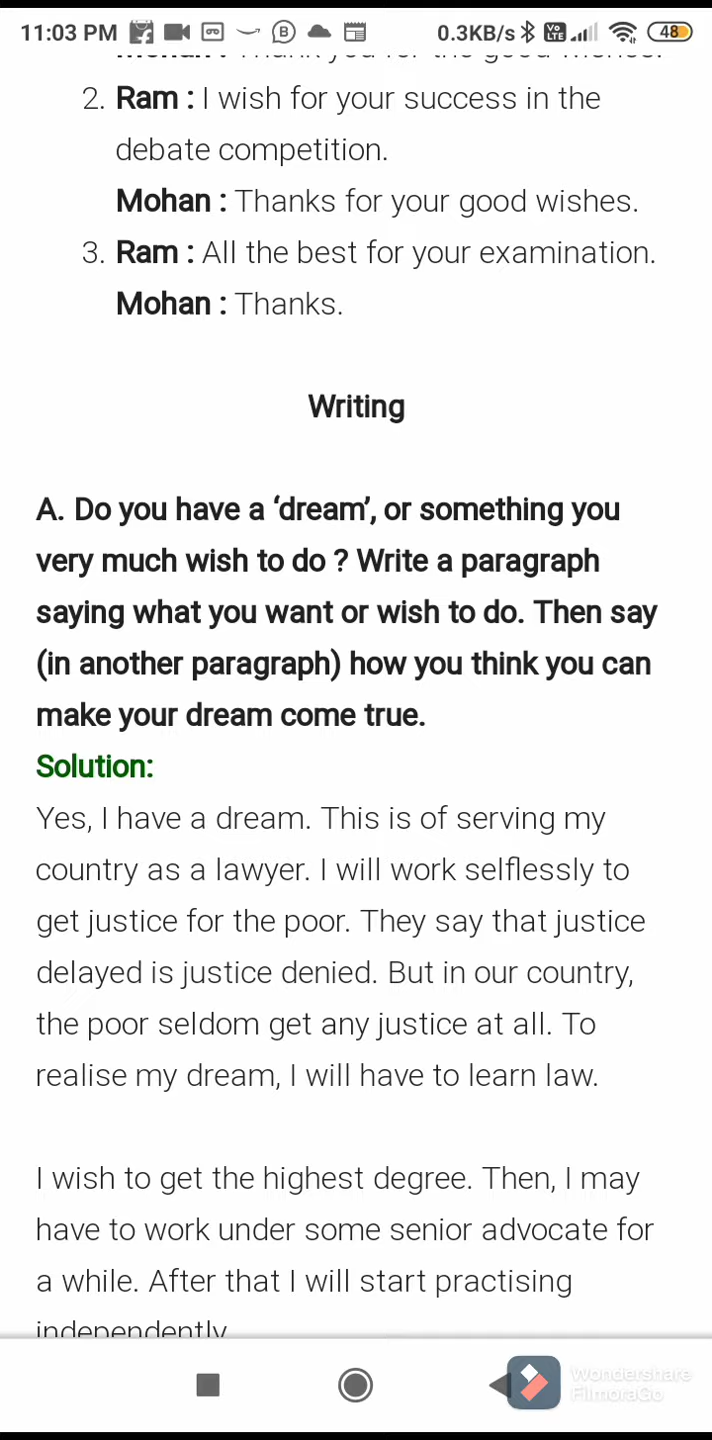 11:03 PM B 0.3KB/s Vo LTE 48
2. Ram : I wish for your success in the
debate competition.
Mohan : Thanks for your good wishes.
3. Ram : All the best for your examination.
Mohan : Thanks.
Writing
A. Do you have a ‘dream’, or something you
very much wish to do ? Write a paragraph
saying what you want or wish to do. Then say
(in another paragraph) how you think you can
make your dream come true.
Solution:
Yes, I have a dream. This is of serving my
country as a lawyer. I will work selflessly to
get justice for the poor. They say that justice
delayed is justice denied. But in our country,
the poor seldom get any justice at all. To
realise my dream, I will have to learn law.
I wish to get the highest degree. Then, I may
have to work under some senior advocate for
a while. After that I will start practising
independently
Wondershare
FilmoraGo